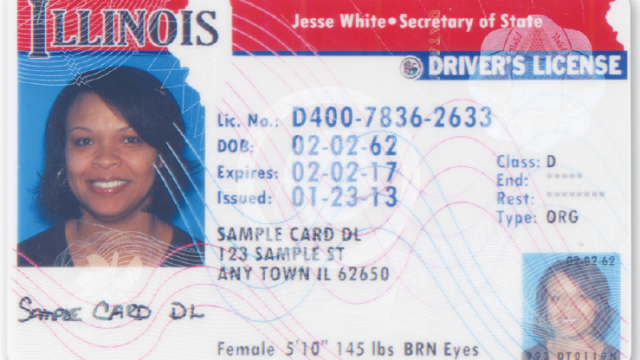 ILLINOIS
Jesse White•Secretary of State
DRIVER'S LICENSE
Lic. No.: D400-7836-2633
DOB: 02-02-62
Expires: 02-02-17
Issued: 01-23-13
Class: D
End: *****
Rest: *****
Type: ORG
SAMPLE CARD DL
123 SAMPLE ST
ANY TOWN IL 62650
02-02-62
SAMPLE CARD DL
Female 5'10" 145 lbs BRN Eyes